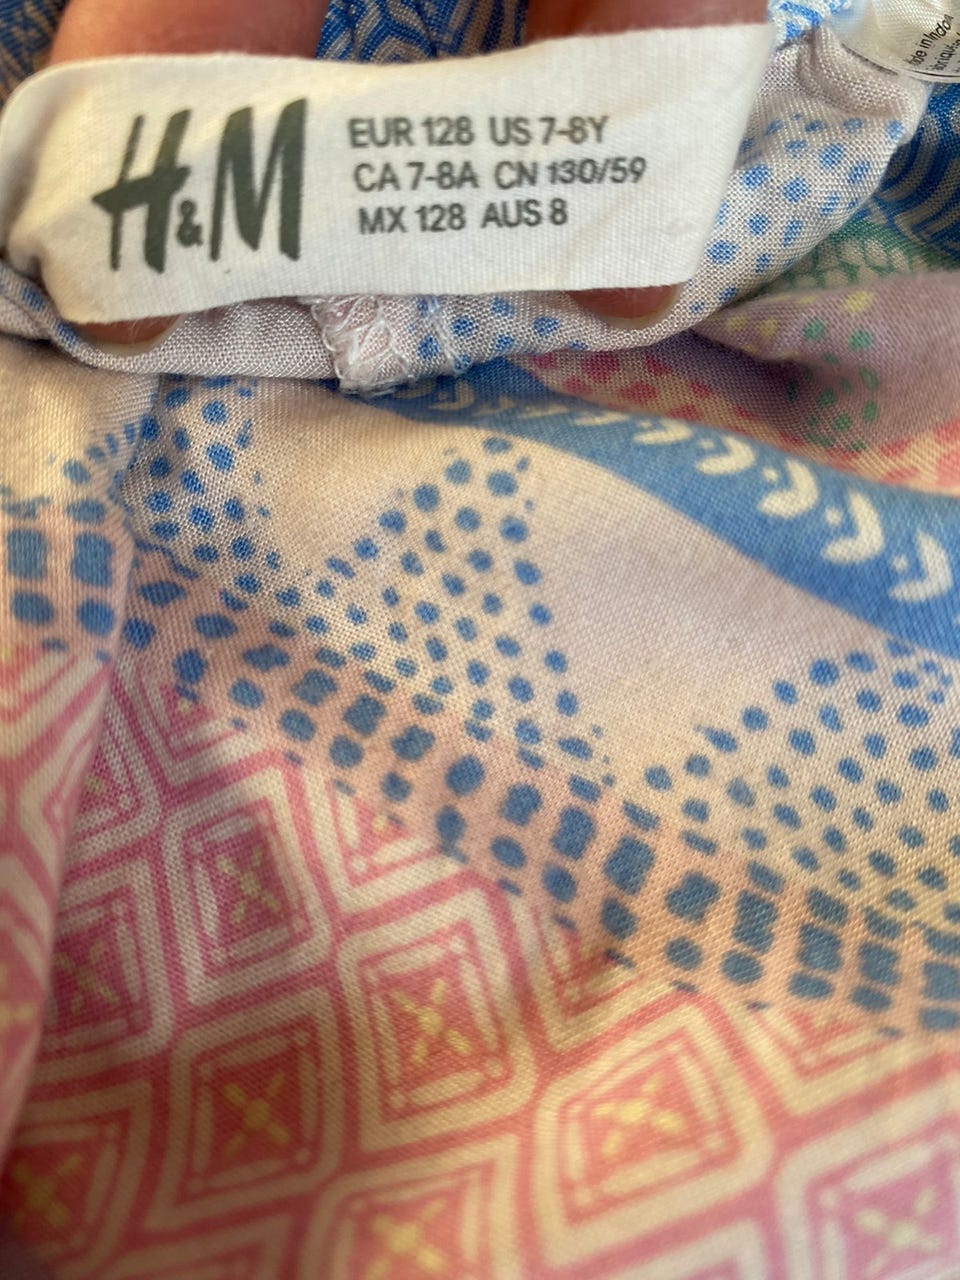 H&M
EUR 128 US 7-8Y
CA 7-8A CN 130/59
MX 128 AUS 8